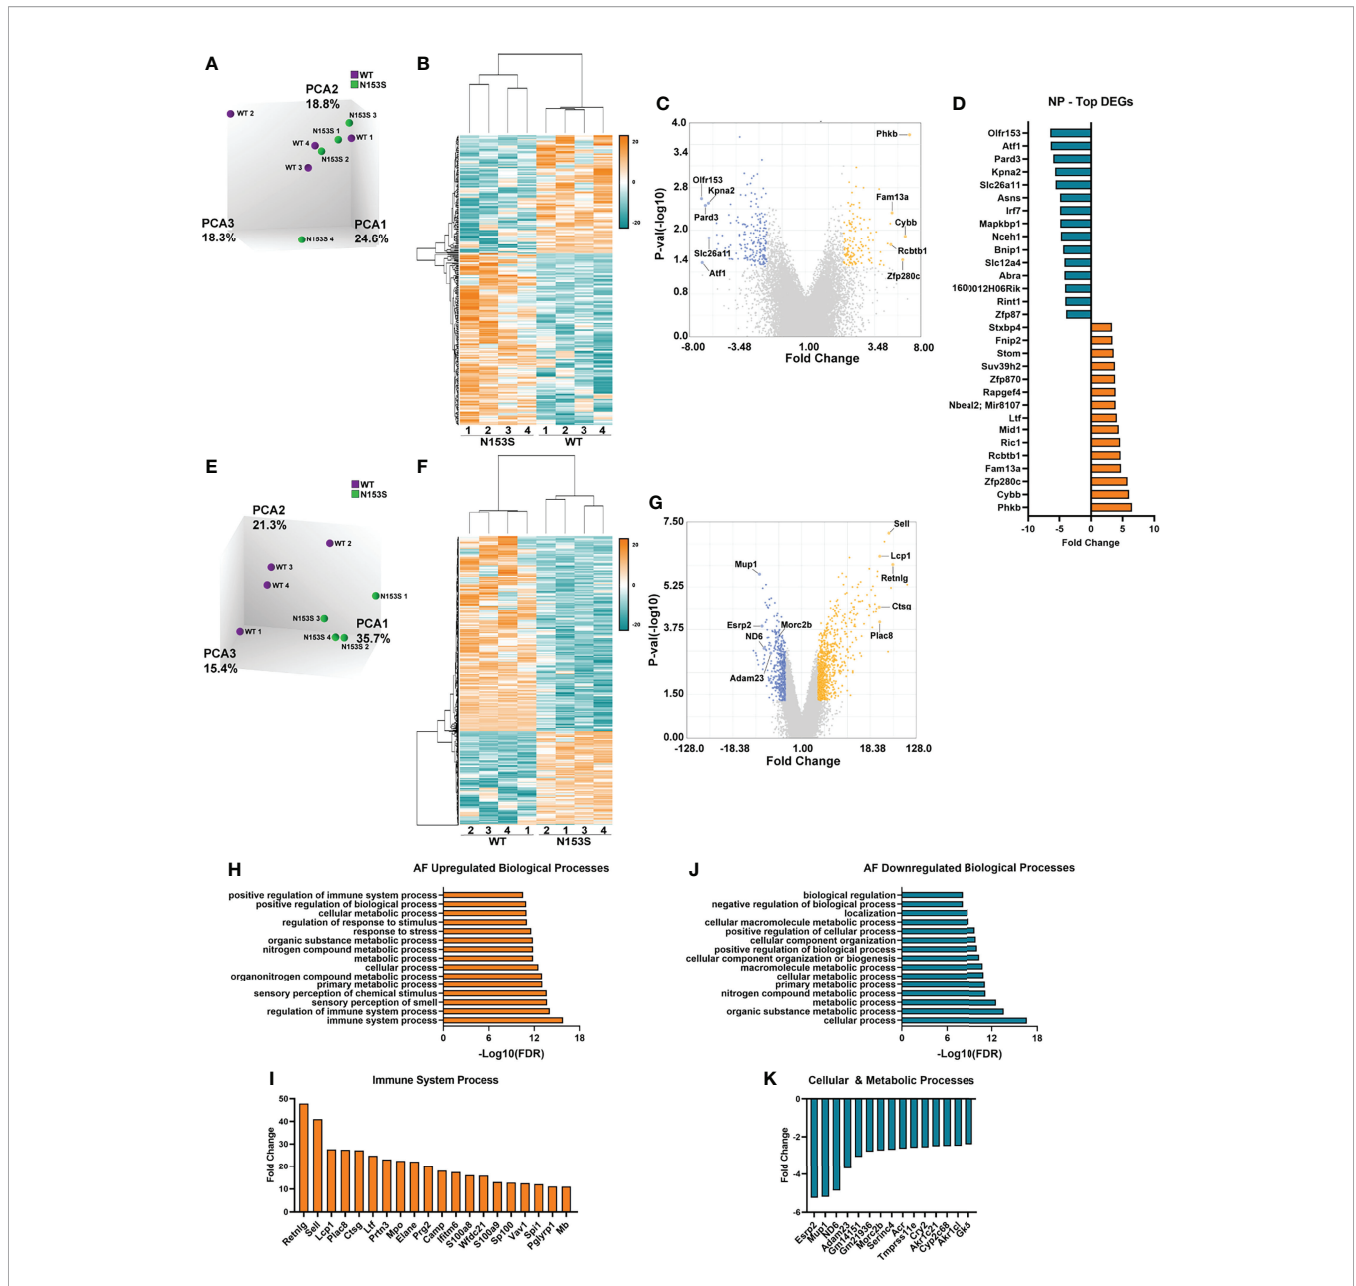 A
WT
N153S
PCA2
18.8%
WT 2
N153S 3
N153S 1
WT 1
WT 4
N153S 2
WT 3
PCA3
18.3%
PCA1
24.6%
N153S 4
B
20
0
-20
1 2 3 4 1 2 3 4
N153S WT
C
P-val(-log10)
4.0
3.4
2.8
2.0
1.4
0.8
0.0
-8.00 -3.48 1.00 3.48 8.00
Fold Change
Phkb
Olfr153
Kpna2
Pard3
Slc26a11
Atf1
Fam13a
Cybb
Rcbtb1
Zfp280c
D
NP - Top DEGs
Olfr153
Atf1
Pard3
Kpna2
Slc26a11
Asns
Irf7
Mapkbp1
Nceh1
Bnip1
Slc12a4
Abra
1600012H06Rik
Rint1
Zfp87
Stxbp4
Fnip2
Stom
Suv39h2
Zfp870
Rapgef4
Nbeal2; Mir8107
Ltf
Mid1
Ric1
Rcbtb1
Fam13a
Zfp280c
Cybb
Phkb
-10 -5 0 5 10
Fold Change
E
WT
N153S
PCA2
21.3%
WT 2
WT 3
WT 4
N153S 1
N153S 3
PCA1
35.7%
WT 1
N153S 4
N153S 2
PCA3
15.4%
F
20
0
-20
2 3 4 1 2 1 3 4
WT N153S
G
P-val(-log10)
7.50
5.25
3.75
1.50
0.00
-128.0 -18.38 1.00 18.38 128.0
Fold Change
Sell
Lcp1
Mup1
Retnlg
Ctsg
Esrp2
Morc2b
ND6
Plac8
Adam23
H
AF Upregulated Biological Processes
positive regulation of immune system process
positive regulation of biological process
cellular metabolic process
regulation of response to stimulus
response to stress
organic substance metabolic process
nitrogen compound metabolic process
metabolic process
cellular process
organonitrogen compound metabolic process
primary metabolic process
sensory perception of chemical stimulus
sensory perception of smell
regulation of immune system process
immune system process
0 6 12 18
-Log10(FDR)
J
AF Downregulated Biological Processes
biological regulation
negative regulation of biological process
localization
cellular macromolecule metabolic process
positive regulation of cellular process
cellular component organization
positive regulation of biological process
cellular component organization or biogenesis
macromolecule metabolic process
cellular metabolic process
primary metabolic process
nitrogen compound metabolic process
metabolic process
organic substance metabolic process
cellular process
0 6 12 18
-Log10(FDR)
I
Immune System Process
Fold Change
50
40
30
20
10
0
Retnlg Sell Lcp1 Plac8 Ctsg Ltf Prtn3 Mpo Elane Prg2 Camp Ifitm6 S100a8 Wfdc21 S100a9 Sp100 Vav1 Spi1 Pglyrp1 Mb
K
Cellular & Metabolic Processes
Fold Change
0
-2
-4
-6
Esrp2 Mup1 ND6 Adam23 Gm14151 Gm21936 Morc2b Serinc4 Acr Tmprss11e Cry2 Akr1c21 Cyp2c68 Akr1cl Gk5